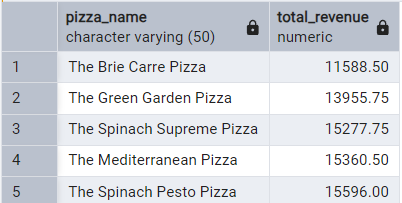 pizza_name total_revenue
character varying (50) numeric
1 The Brie Carre Pizza 11588.50
2 The Green Garden Pizza 13955.75
3 The Spinach Supreme Pizza 15277.75
4 The Mediterranean Pizza 15360.50
5 The Spinach Pesto Pizza 15596.00